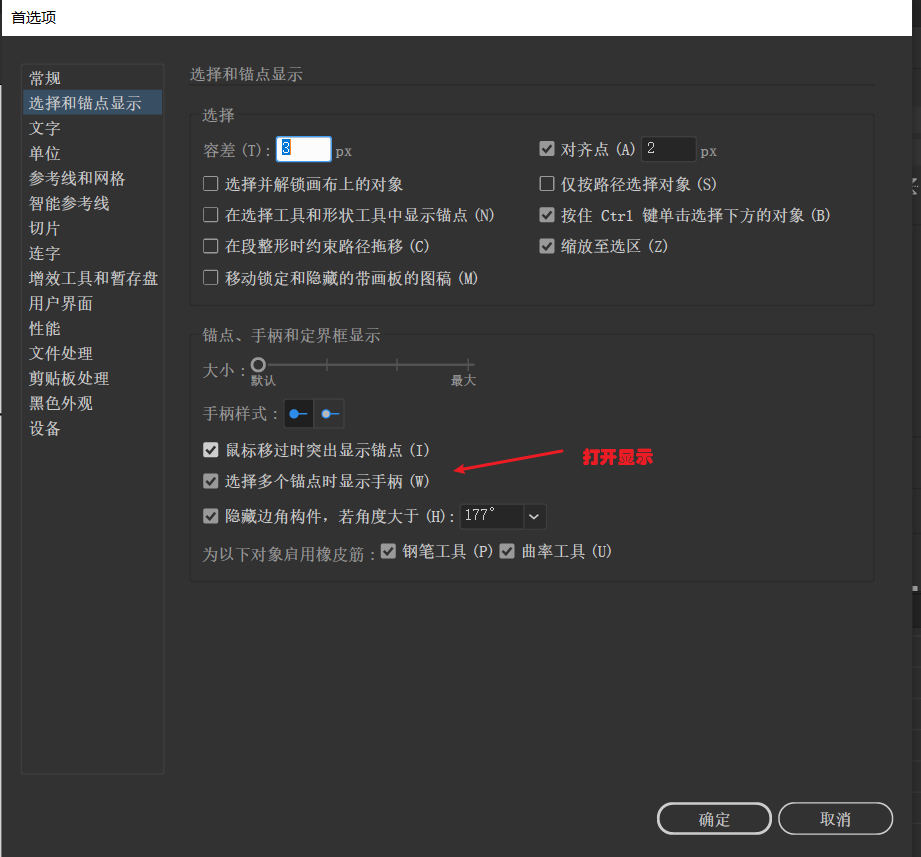 首选项
常规
选择和锚点显示
文字
单位
参考线和网格
智能参考线
切片
连字
增效工具和暂存盘
用户界面
性能
文件处理
剪贴板处理
黑色外观
设备
选择和锚点显示
选择
容差 (T): 3 px
对齐点 (A) 2 px
选择并解锁画布上的对象
仅按路径选择对象 (S)
在选择工具和形状工具中显示锚点 (N)
按住 Ctrl 键单击选择下方的对象 (B)
在段整形时约束路径拖移 (C)
缩放至选区 (Z)
移动锁定和隐藏的带画板的图稿 (M)
锚点、手柄和定界框显示
大小:
默认 最大
手柄样式:
鼠标移过时突出显示锚点 (I)
打开显示
选择多个锚点时显示手柄 (W)
隐藏边角构件，若角度大于 (H): 177°
为以下对象启用橡皮筋: 钢笔工具 (P) 曲率工具 (U)
确定 取消